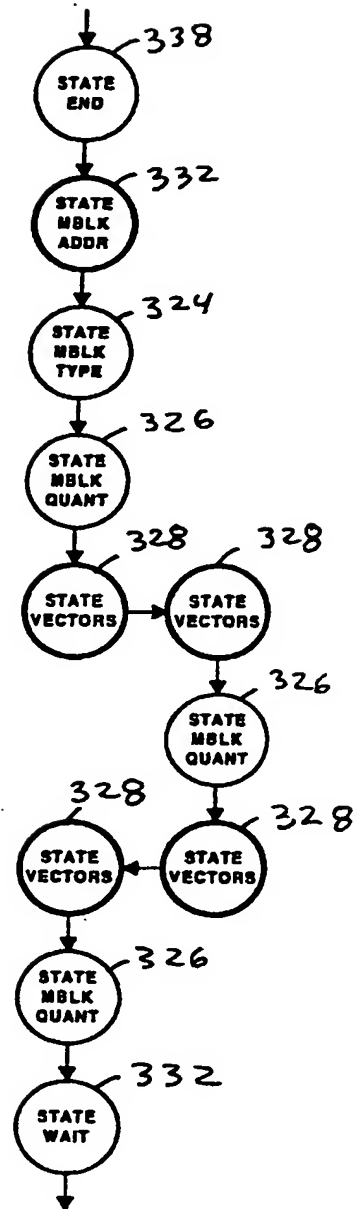 338
STATE
END
332
STATE
MBLK
ADDR
324
STATE
MBLK
TYPE
326
STATE
MBLK
QUANT
328
STATE
VECTORS
328
STATE
VECTORS
326
STATE
MBLK
QUANT
328
STATE
VECTORS
328
STATE
VECTORS
326
STATE
MBLK
QUANT
332
STATE
WAIT